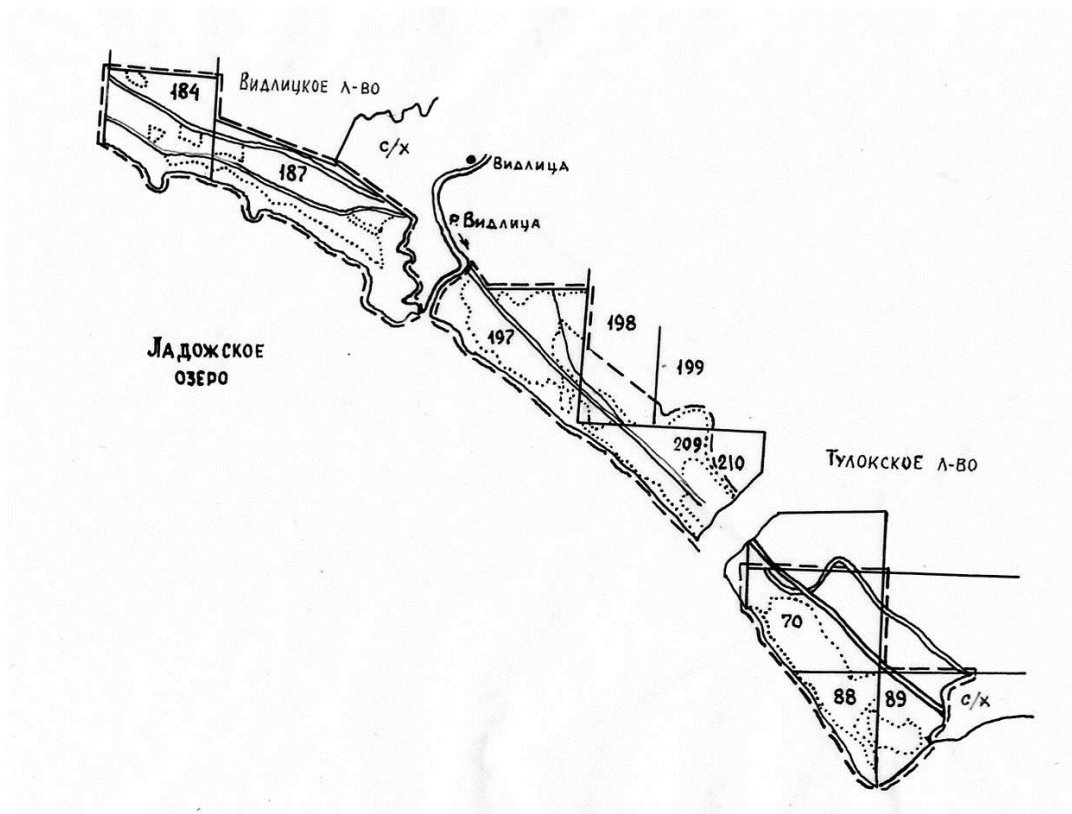 184
Видлицкое л-во
с/х
187
Видлица
р. Видлица
197
198
199
Ладожское
озеро
209
210
Тулокское л-во
70
88
89
с/х